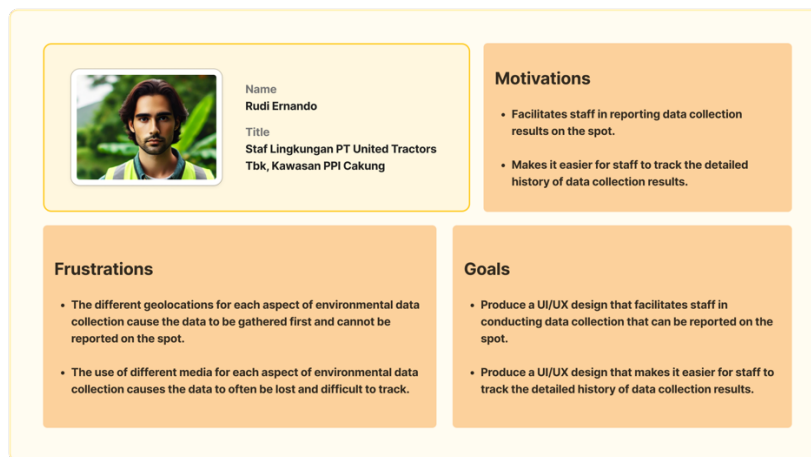 Name
Rudi Ernando
Title
Staf Lingkungan PT United Tractors
Tbk, Kawasan PPI Cakung
Motivations
• Facilitates staff in reporting data collection
results on the spot.
• Makes it easier for staff to track the detailed
history of data collection results.
Frustrations
• The different geolocations for each aspect of environmental data
collection cause the data to be gathered first and cannot be
reported on the spot.
• The use of different media for each aspect of environmental data
collection causes the data to often be lost and difficult to track.
Goals
• Produce a UI/UX design that facilitates staff in
conducting data collection that can be reported on the
spot.
• Produce a UI/UX design that makes it easier for staff to
track the detailed history of data collection results.